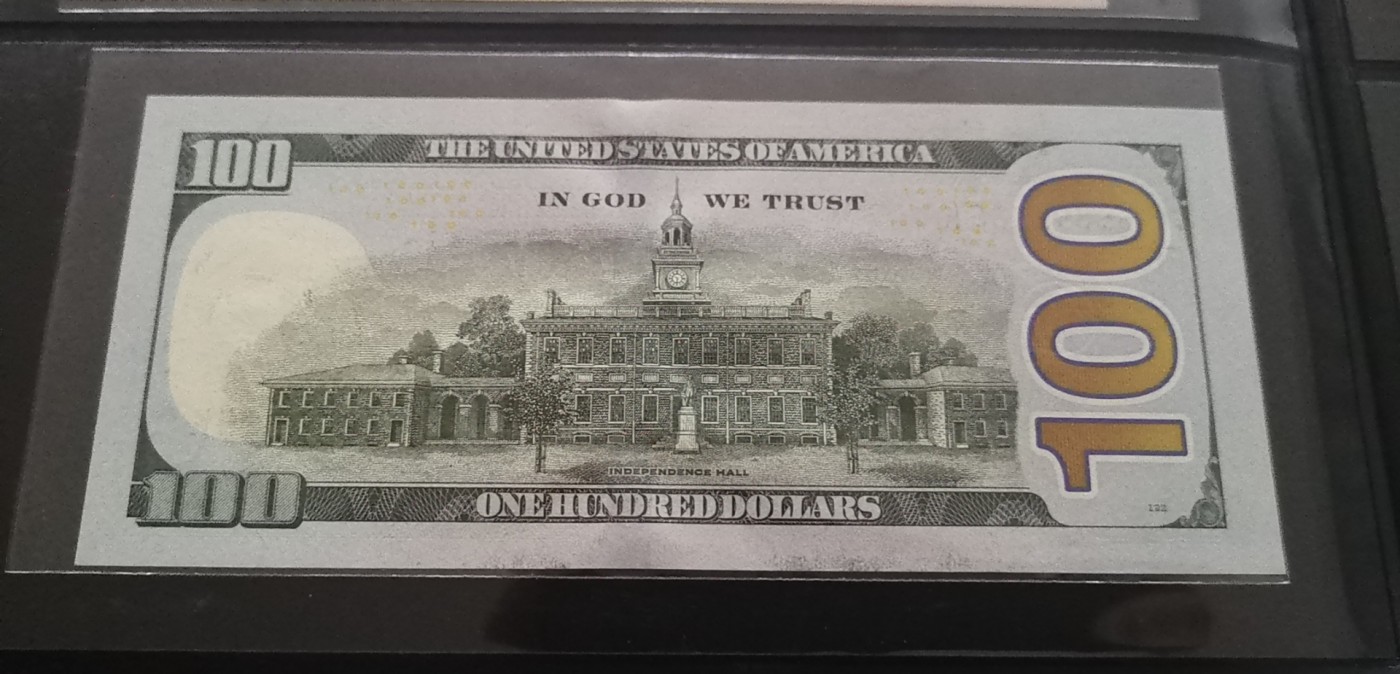 100
THE UNITED STATES OF AMERICA
IN GOD WE TRUST
100
INDEPENDENCE HALL
100
ONE HUNDRED DOLLARS